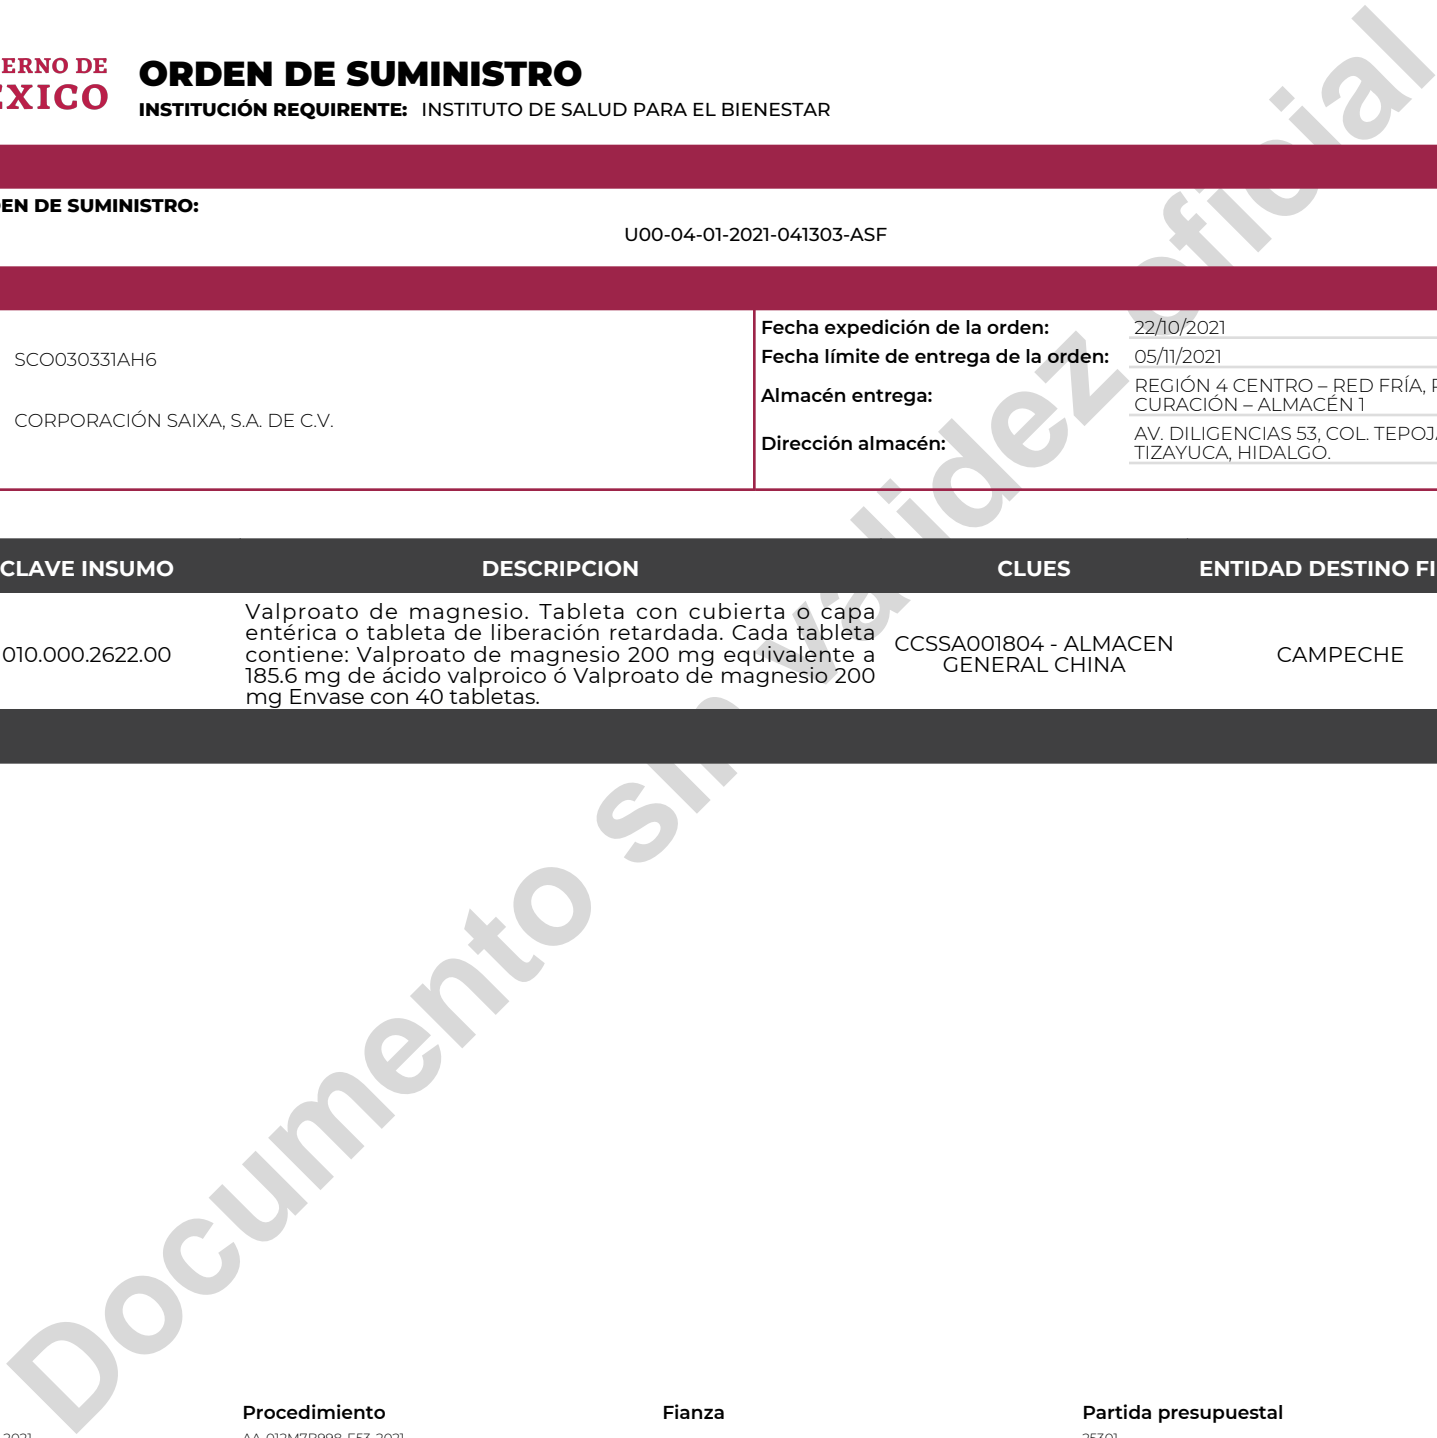 ERNO DE
EXICO
ORDEN DE SUMINISTRO
INSTITUCIÓN REQUIRENTE: INSTITUTO DE SALUD PARA EL BIENESTAR
EN DE SUMINISTRO:
U00-04-01-2021-041303-ASF
SCO030331AH6
CORPORACIÓN SAIXA, S.A. DE C.V.
Fecha expedición de la orden: 22/10/2021
Fecha límite de entrega de la orden: 05/11/2021
Almacén entrega: REGIÓN 4 CENTRO – RED FRÍA,
CURACIÓN – ALMACÉN 1
Dirección almacén: AV. DILIGENCIAS 53, COL. TEPOJA
TIZAYUCA, HIDALGO.
CLAVE INSUMO DESCRIPCION CLUES ENTIDAD DESTINO FI
010.000.2622.00
Valproato de magnesio. Tableta con cubierta o capa
entérica o tableta de liberación retardada. Cada tableta
contiene: Valproato de magnesio 200 mg equivalente a
185.6 mg de ácido valproico ó Valproato de magnesio 200
mg Envase con 40 tabletas.
CCSSA001804 - ALMACEN
GENERAL CHINA
CAMPECHE
Documento sin validez oficial
Procedimiento Fianza Partida presupuestal